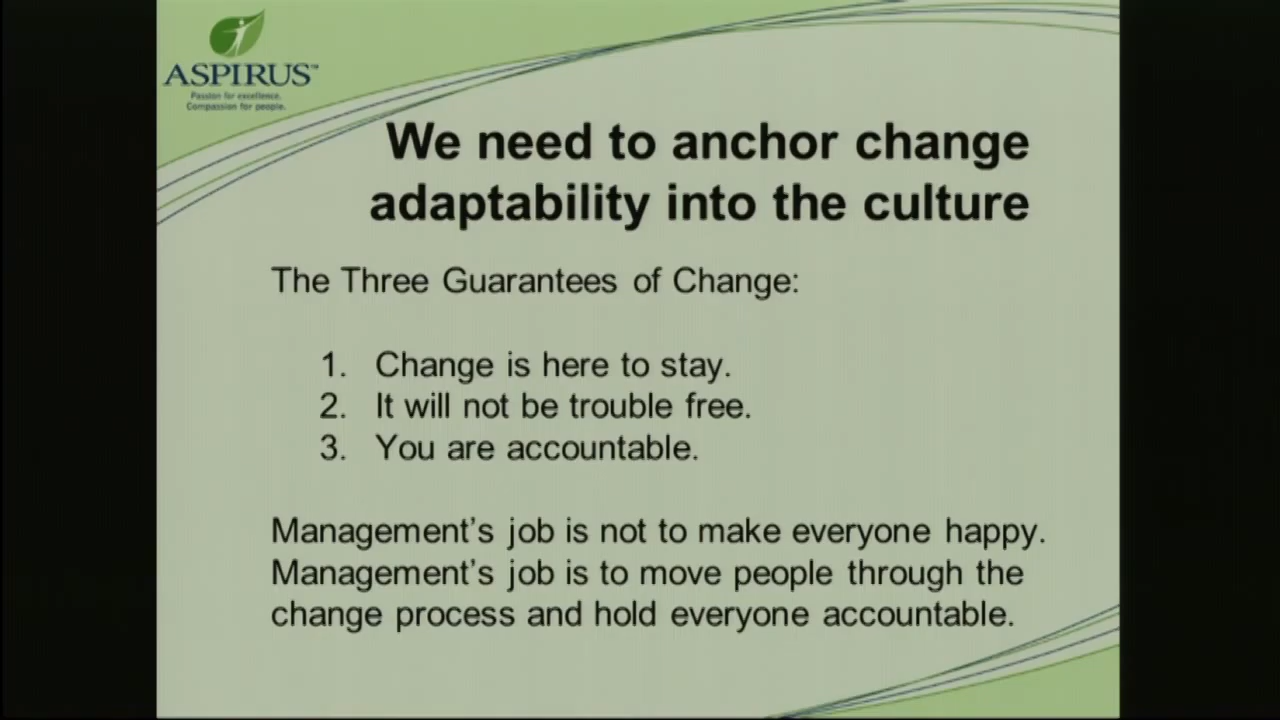 ASPIRUS™
Passion for excellence.
Compassion for people.
We need to anchor change
adaptability into the culture
The Three Guarantees of Change:
1. Change is here to stay.
2. It will not be trouble free.
3. You are accountable.
Management's job is not to make everyone happy.
Management's job is to move people through the
change process and hold everyone accountable.